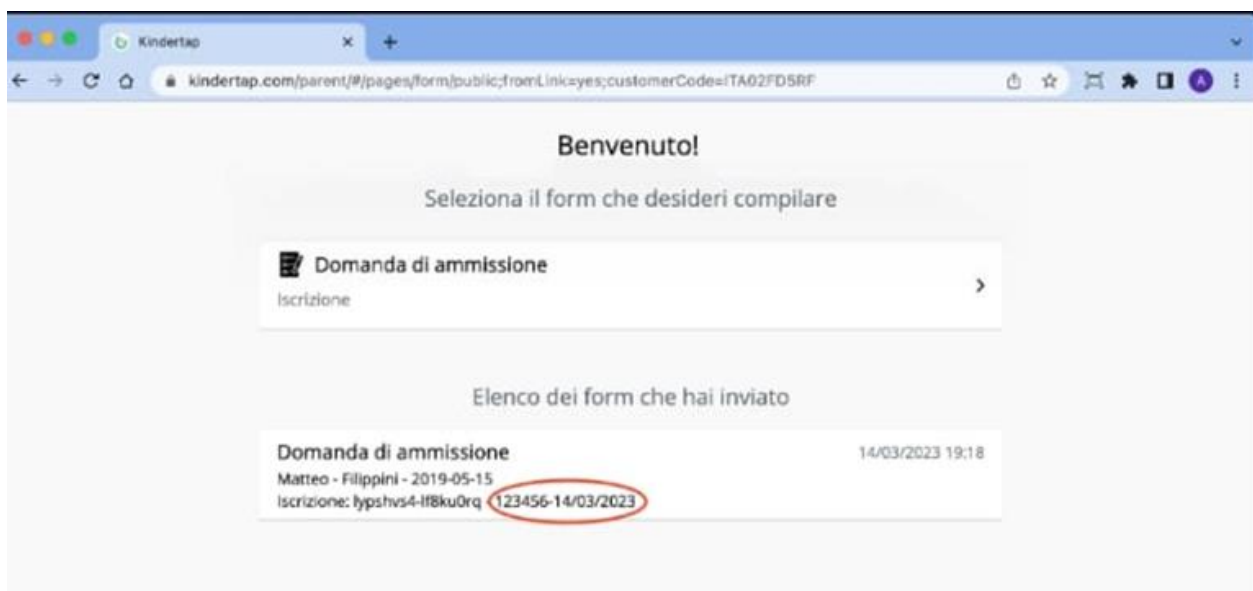 Kindertap
kindertap.com/parent/#/pages/form/public;fromLink=yes;customerCode=ITA02FD5RF
A
Benvenuto!
Seleziona il form che desideri compilare
Domanda di ammissione
Iscrizione
Elenco dei form che hai inviato
Domanda di ammissione 14/03/2023 19:18
Matteo - Filippini - 2019-05-15
Iscrizione: lypshvs4-lf8ku0rq - 123456-14/03/2023